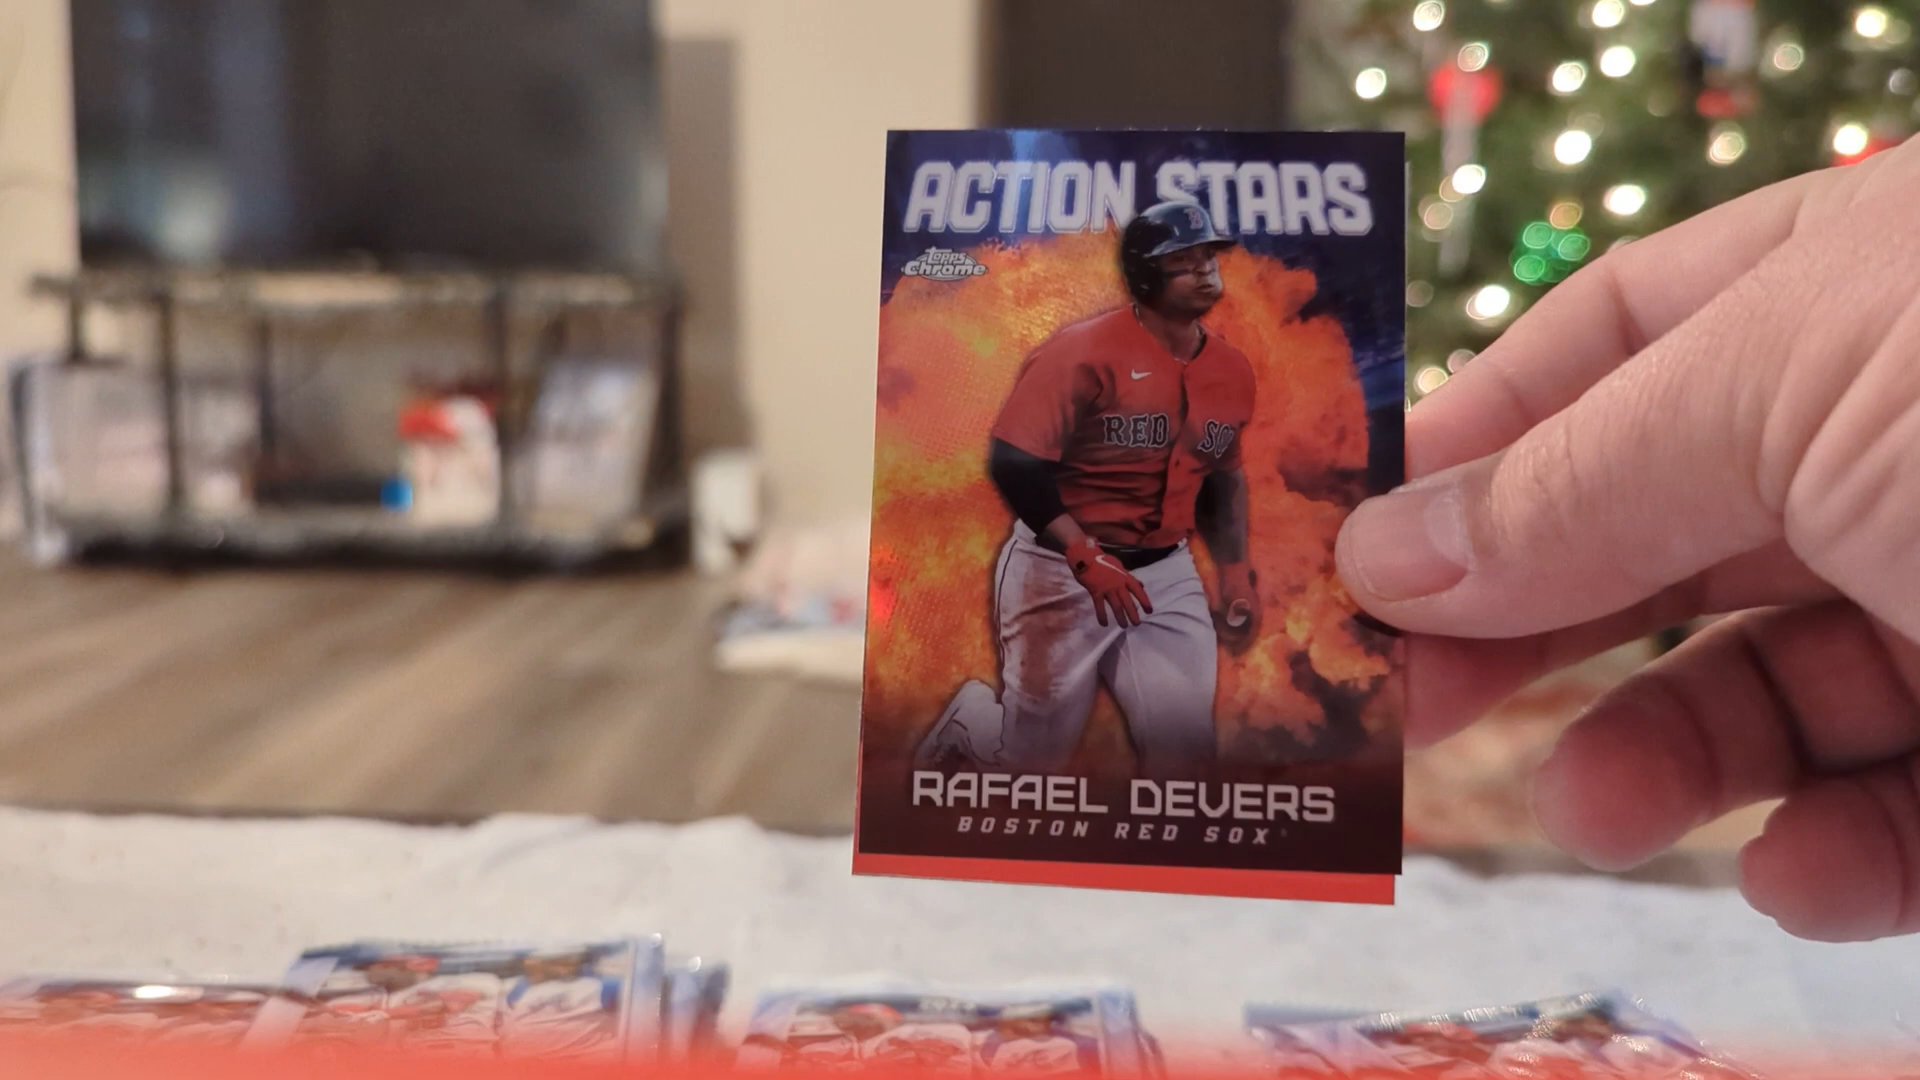 ACTION STARS
Topps
Chrome
B
RED SOX
RAFAEL DEVERS
BOSTON RED SOX